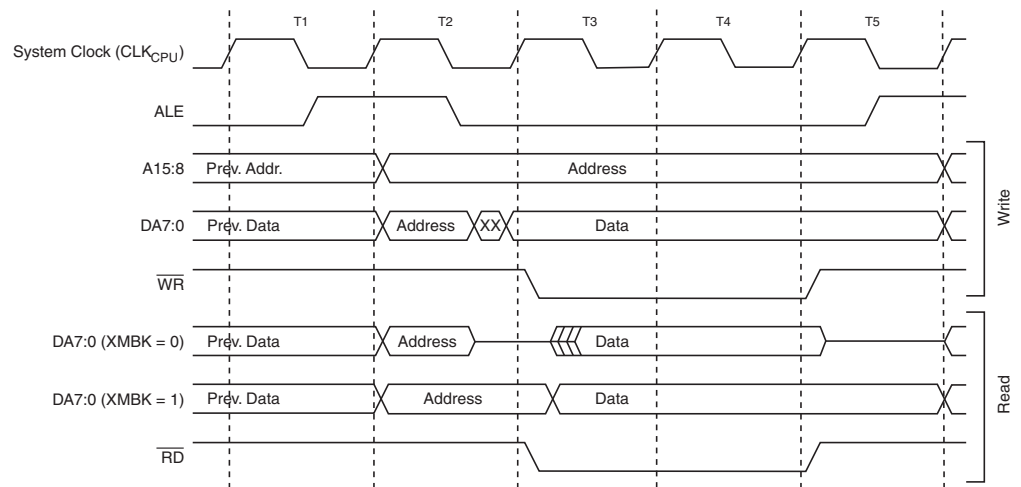 T1 T2 T3 T4 T5
System Clock (CLKCPU)
ALE
A15:8 Prev. Addr. Address
DA7:0 Prev. Data Address XX Data
WR
Write
DA7:0 (XMBK = 0) Prev. Data Address Data
DA7:0 (XMBK = 1) Prev. Data Address Data
RD
Read